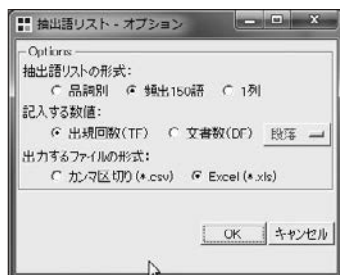 抽出語リスト - オプション
Options
抽出語リストの形式:
品詞別 頻出150語 1列
記入する数値:
出現回数(TF) 文書数(DF) 段落
出力するファイルの形式:
カンマ区切り (*.csv) Excel (*.xls)
OK キャンセル